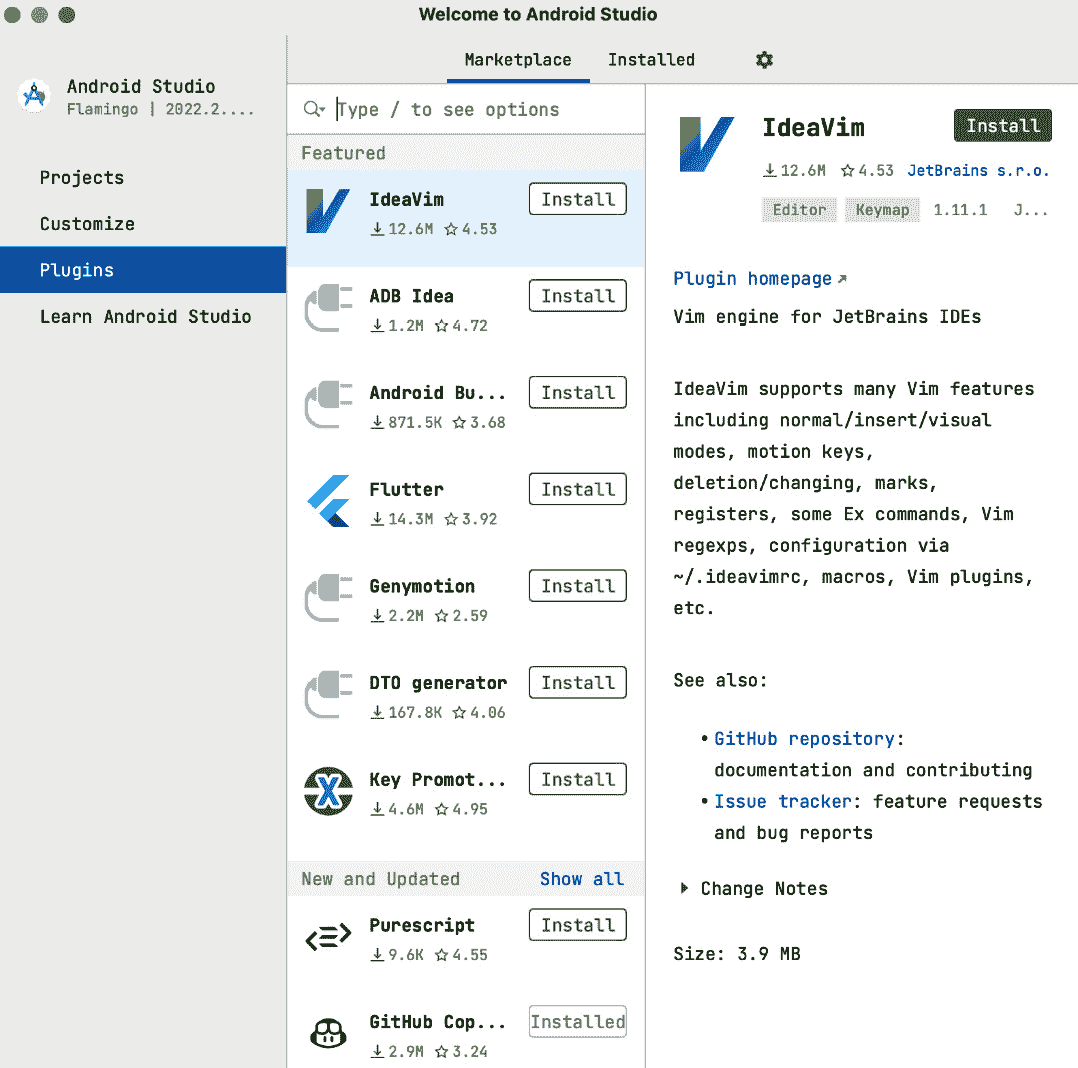 Welcome to Android Studio
Android Studio
Flamingo | 2022.2....
Projects
Customize
Plugins
Learn Android Studio
Marketplace Installed
Type / to see options
Featured
IdeaVim Install
12.6M 4.53
ADB Idea Install
1.2M 4.72
Android Bu... Install
871.5K 3.68
Flutter Install
14.3M 3.92
Genymotion Install
2.2M 2.59
DTO generator Install
167.8K 4.06
Key Promot... Install
4.6M 4.95
New and Updated Show all
Purescript Install
9.6K 4.55
GitHub Cop... Installed
2.9M 3.24
IdeaVim Install
12.6M 4.53 JetBrains s.r.o.
Editor Keymap 1.11.1 J...
Plugin homepage
Vim engine for JetBrains IDEs
IdeaVim supports many Vim features
including normal/insert/visual
modes, motion keys,
deletion/changing, marks,
registers, some Ex commands, Vim
regexps, configuration via
~/.ideavimrc, macros, Vim plugins,
etc.
See also:
• GitHub repository:
documentation and contributing
• Issue tracker: feature requests
and bug reports
Change Notes
Size: 3.9 MB